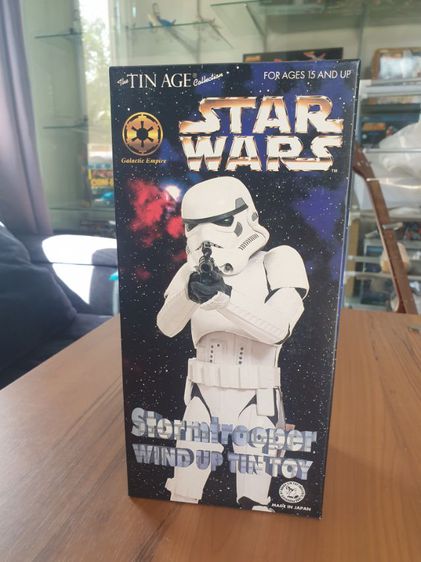 The TIN AGE Collection
FOR AGES 15 AND UP
STAR
WARS
TM
Galactic Empire
Stormtrooper
WIND UP TIN TOY
MADE IN JAPAN